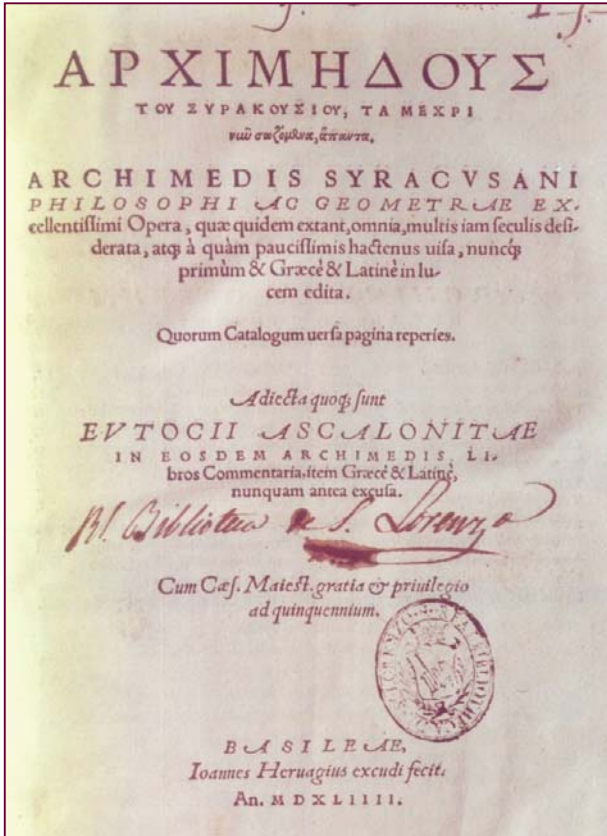 ΑΡΧΙΜΗΔΟΥΣ
ΤΟΥ ΣΥΡΑΚΟΥΣΙΟΥ, ΤΑ ΜΕΧΡΙ
νῦν σωζόμενα, ἅπαντα.
ARCHIMEDIS SYRACVSANI
PHILOSOPHI AC GEOMETRAE EX-
cellentißimi Opera, quæ quidem extant, omnia, multis iam seculis desi-
derata, atq; à quàm paucißimis hactenus uisa, nuncq;
primùm & Græcè & Latinè in lu-
cem edita.
Quorum Catalogum uersa pagina reperies.
Adiecta quoq; sunt
EVTOCII ASCALONITAE
IN EOSDEM ARCHIMEDIS LI-
bros Commentaria, item Græcè & Latinè,
nunquam antea excusa.
Rl. Biblioteca de S. Lorenzo
Cum Cæs. Maiest. gratia & priuilegio
ad quinquennium.
BASILEAE,
Ioannes Heruagius excudi fecit.
An. M D XLIIII.